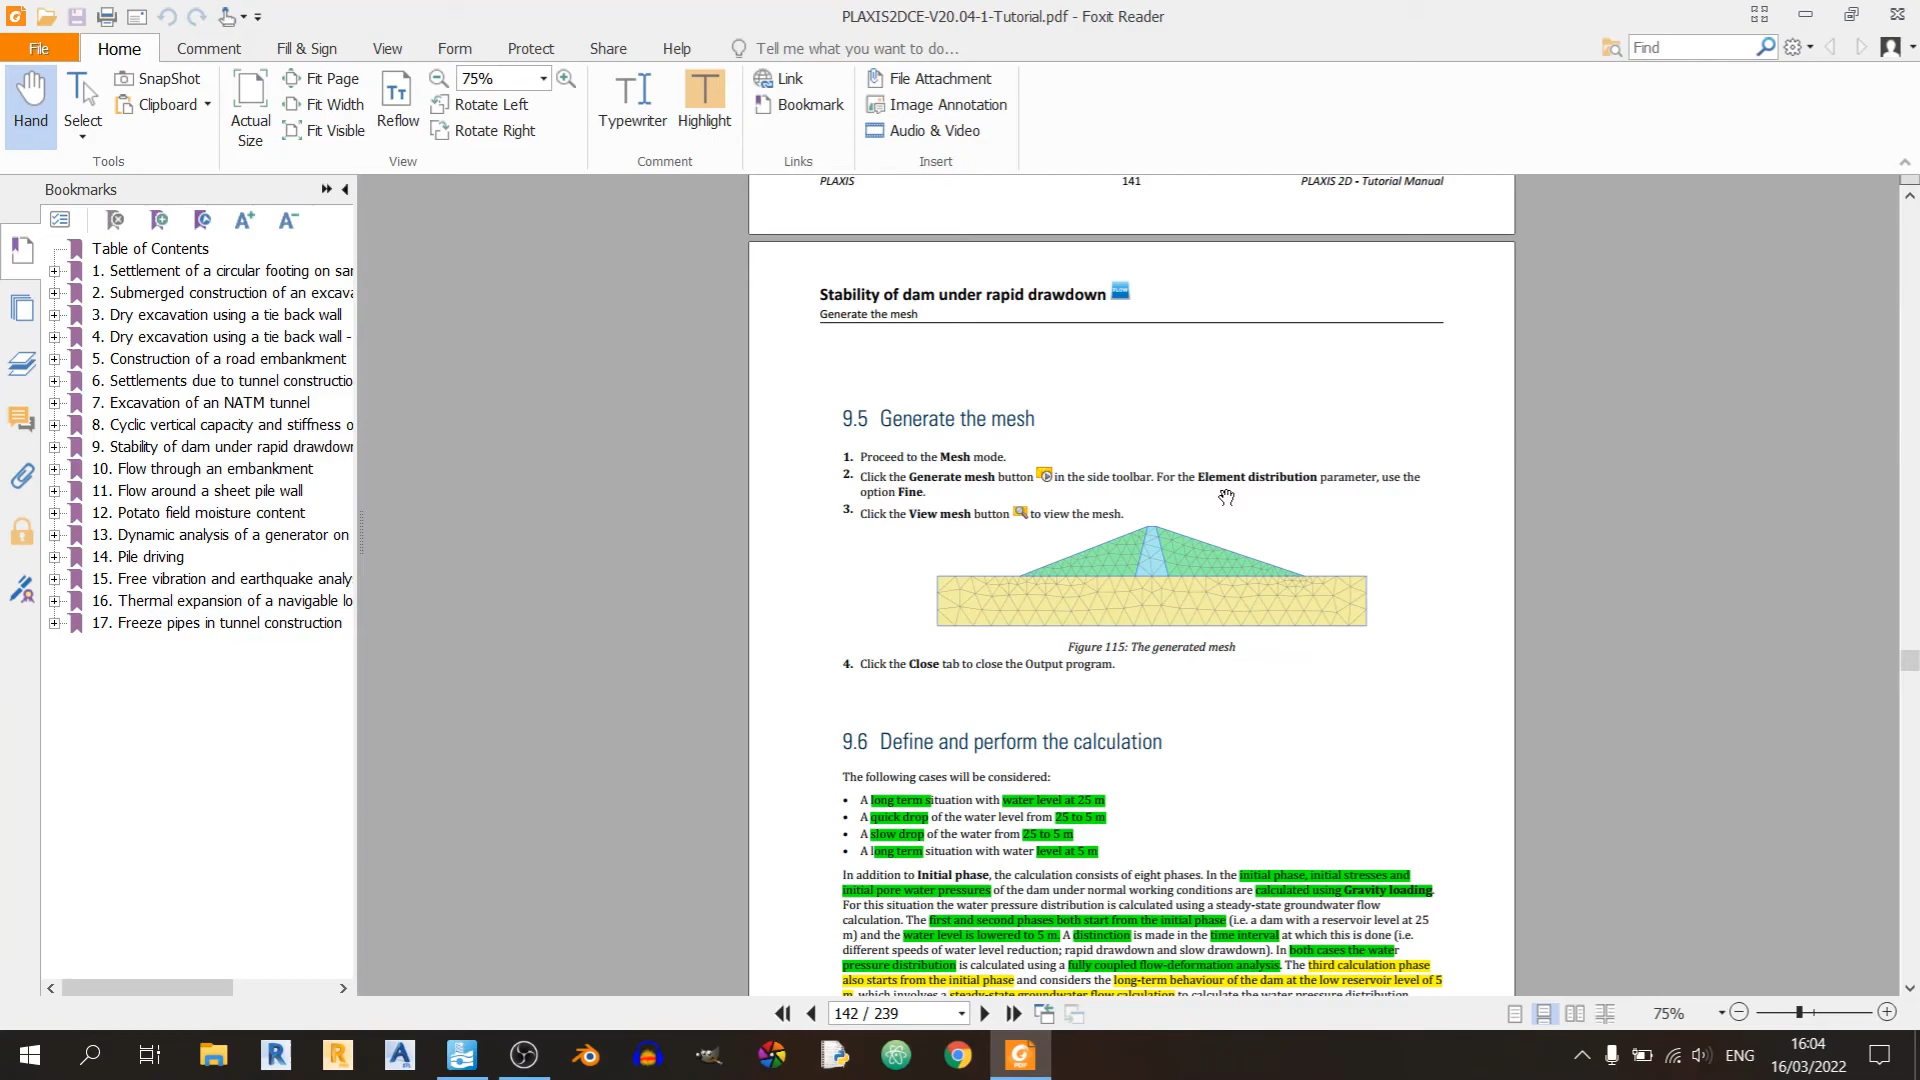 PLAXIS2DCE-V20.04-1-Tutorial.pdf - Foxit Reader
File Home Comment Fill & Sign View Form Protect Share Help Tell me what you want to do... Find
Hand Select SnapShot Clipboard
Tools
Actual Size Fit Page Fit Width Fit Visible Reflow 75% Rotate Left Rotate Right
View
Typewriter Highlight
Comment
Link Bookmark
Links
File Attachment Image Annotation Audio & Video
Insert
Bookmarks
Table of Contents
1. Settlement of a circular footing on sar
2. Submerged construction of an excava
3. Dry excavation using a tie back wall
4. Dry excavation using a tie back wall -
5. Construction of a road embankment
6. Settlements due to tunnel constructio
7. Excavation of an NATM tunnel
8. Cyclic vertical capacity and stiffness o
9. Stability of dam under rapid drawdown
10. Flow through an embankment
11. Flow around a sheet pile wall
12. Potato field moisture content
13. Dynamic analysis of a generator on
14. Pile driving
15. Free vibration and earthquake analy
16. Thermal expansion of a navigable lo
17. Freeze pipes in tunnel construction
PLAXIS 141 PLAXIS 2D - Tutorial Manual
Stability of dam under rapid drawdown FLOW
Generate the mesh
9.5 Generate the mesh
1. Proceed to the Mesh mode.
2. Click the Generate mesh button in the side toolbar. For the Element distribution parameter, use the
option Fine.
3. Click the View mesh button to view the mesh.
Figure 115: The generated mesh
4. Click the Close tab to close the Output program.
9.6 Define and perform the calculation
The following cases will be considered:
• A long term situation with water level at 25 m
• A quick drop of the water level from 25 to 5 m
• A slow drop of the water from 25 to 5 m
• A long term situation with water level at 5 m
In addition to Initial phase, the calculation consists of eight phases. In the initial phase, initial stresses and
initial pore water pressures of the dam under normal working conditions are calculated using Gravity loading.
For this situation the water pressure distribution is calculated using a steady-state groundwater flow
calculation. The first and second phases both start from the initial phase (i.e. a dam with a reservoir level at 25
m) and the water level is lowered to 5 m. A distinction is made in the time interval at which this is done (i.e.
different speeds of water level reduction; rapid drawdown and slow drawdown). In both cases the water
pressure distribution is calculated using a fully coupled flow-deformation analysis. The third calculation phase
also starts from the initial phase and considers the long-term behaviour of the dam at the low reservoir level of 5
m, which involves a steady-state groundwater flow calculation to calculate the water pressure distribution.
142 / 239
75%
ENG
16:04
16/03/2022